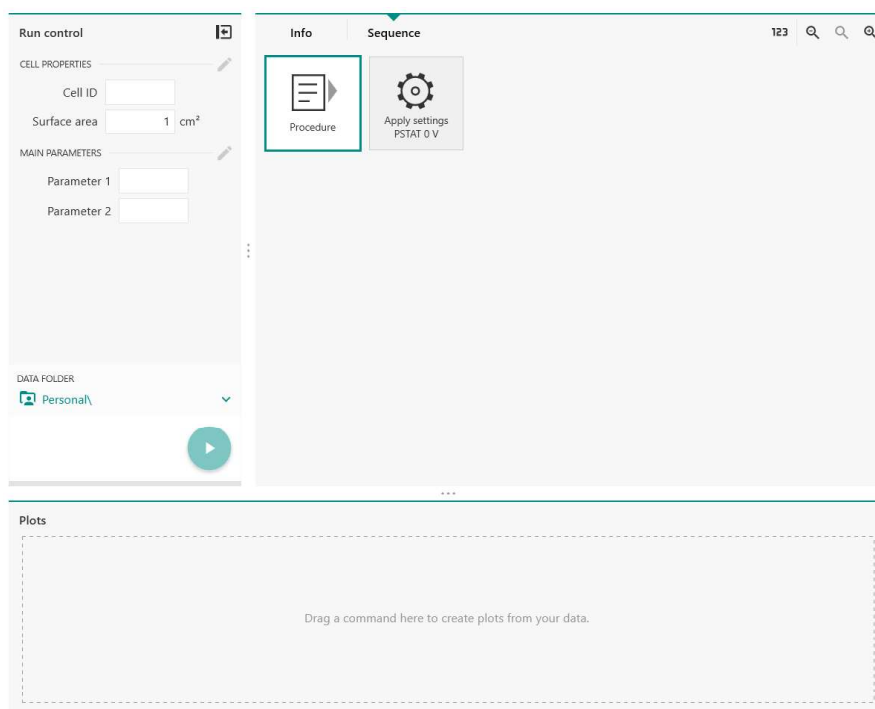 Run control
CELL PROPERTIES
Cell ID
Surface area 1 cm²
MAIN PARAMETERS
Parameter 1
Parameter 2
DATA FOLDER
Personal\
Info Sequence 123
Procedure
Apply settings
PSTAT 0 V
Plots
Drag a command here to create plots from your data.